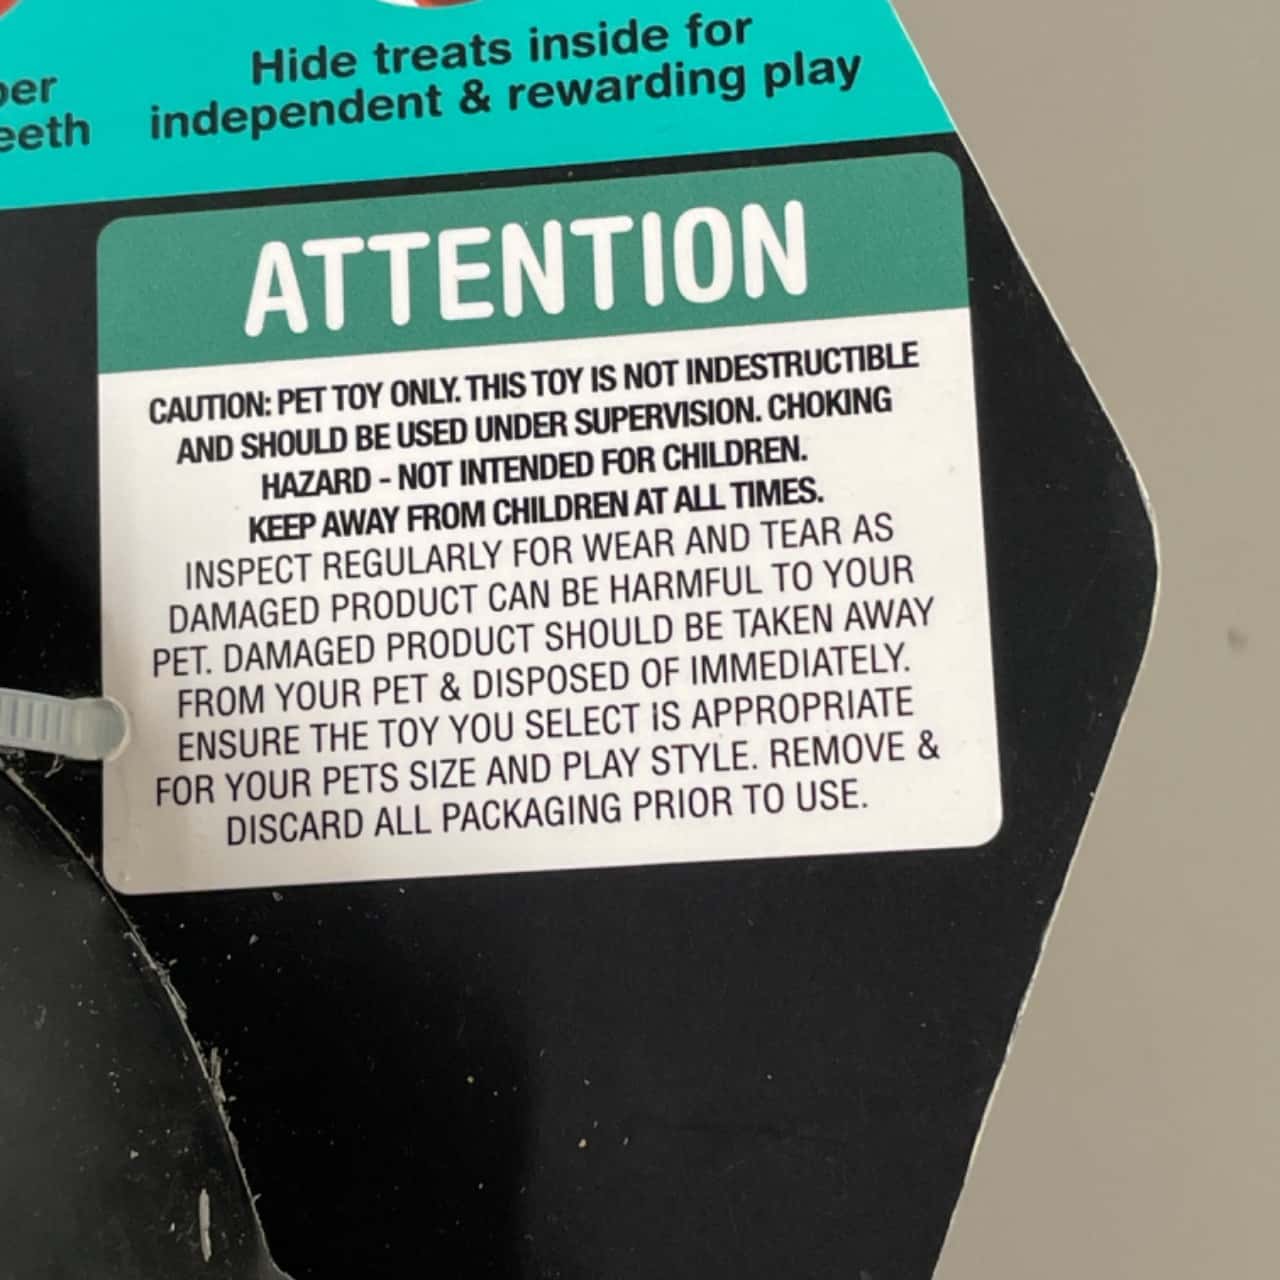 Hide treats inside for
independent & rewarding play
ATTENTION
CAUTION: PET TOY ONLY. THIS TOY IS NOT INDESTRUCTIBLE
AND SHOULD BE USED UNDER SUPERVISION. CHOKING
HAZARD - NOT INTENDED FOR CHILDREN.
KEEP AWAY FROM CHILDREN AT ALL TIMES.
INSPECT REGULARLY FOR WEAR AND TEAR AS
DAMAGED PRODUCT CAN BE HARMFUL TO YOUR
PET. DAMAGED PRODUCT SHOULD BE TAKEN AWAY
FROM YOUR PET & DISPOSED OF IMMEDIATELY.
ENSURE THE TOY YOU SELECT IS APPROPRIATE
FOR YOUR PETS SIZE AND PLAY STYLE. REMOVE &
DISCARD ALL PACKAGING PRIOR TO USE.